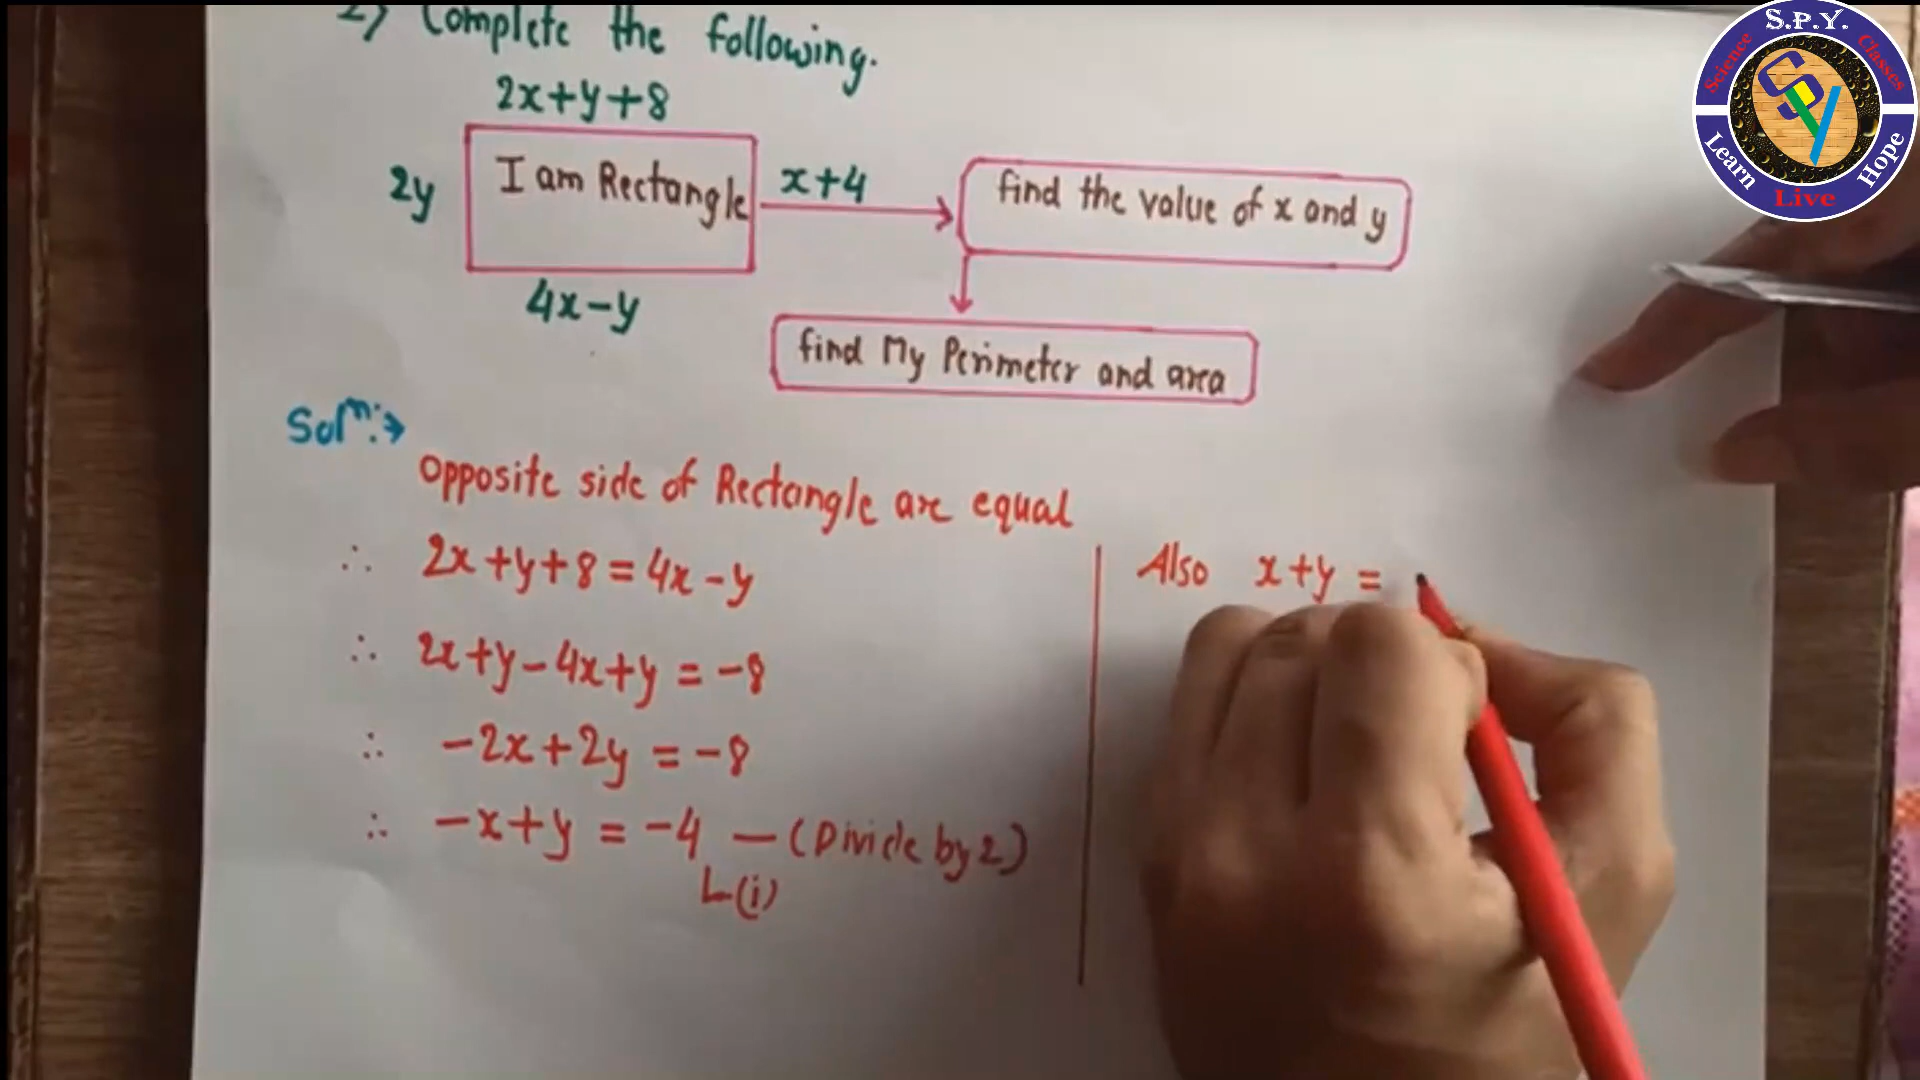 2) Complete the following.
2x+y+8
I am Rectangle
2y
x+4
find the value of x and y
4x-y
find My Perimeter and area
Solⁿ:→
Opposite side of Rectangle are equal
∴ 2x+y+8=4x-y
∴ 2x+y-4x+y=-8
∴ -2x+2y=-8
∴ -x+y=-4 — (Divide by 2)
(i)
Also x+y=
S.P.Y.
Science
Classes
SPY
Learn
Live
Hope